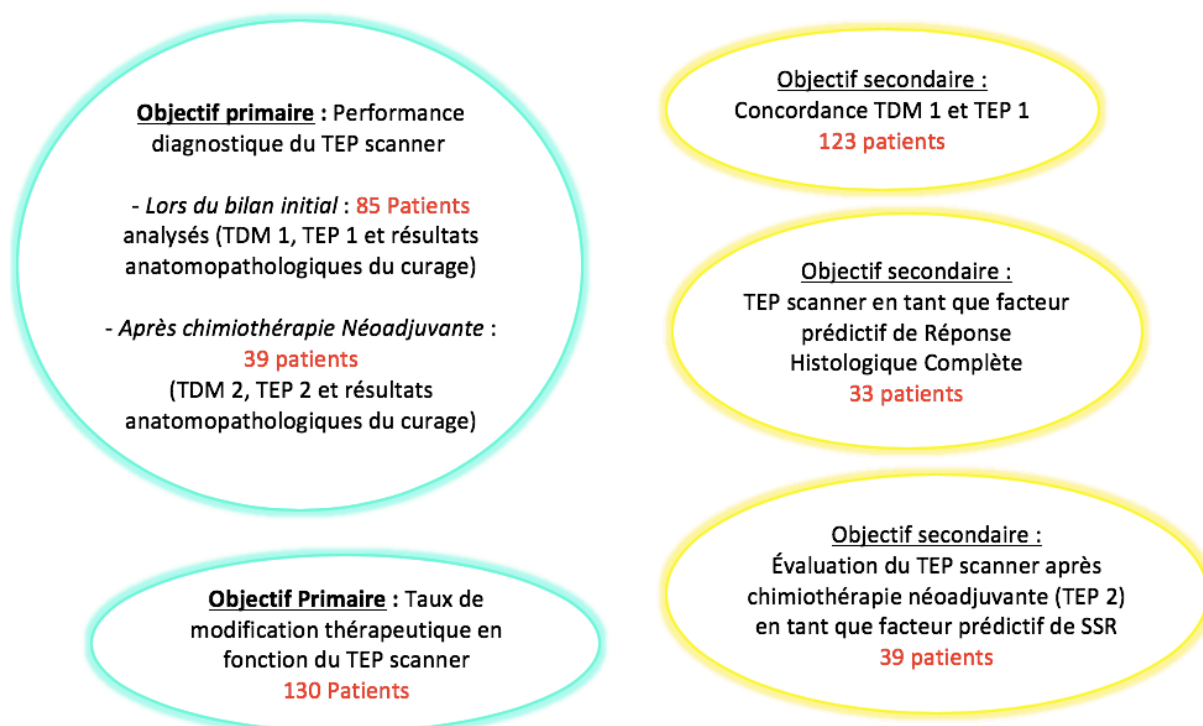 Objectif primaire : Performance
diagnostique du TEP scanner
- Lors du bilan initial : 85 Patients
analysés (TDM 1, TEP 1 et résultats
anatomopathologiques du curage)
- Après chimiothérapie Néoadjuvante :
39 patients
(TDM 2, TEP 2 et résultats
anatomopathologiques du curage)
Objectif Primaire : Taux de
modification thérapeutique en
fonction du TEP scanner
130 Patients
Objectif secondaire :
Concordance TDM 1 et TEP 1
123 patients
Objectif secondaire :
TEP scanner en tant que facteur
prédictif de Réponse
Histologique Complète
33 patients
Objectif secondaire :
Évaluation du TEP scanner après
chimiothérapie néoadjuvante (TEP 2)
en tant que facteur prédictif de SSR
39 patients